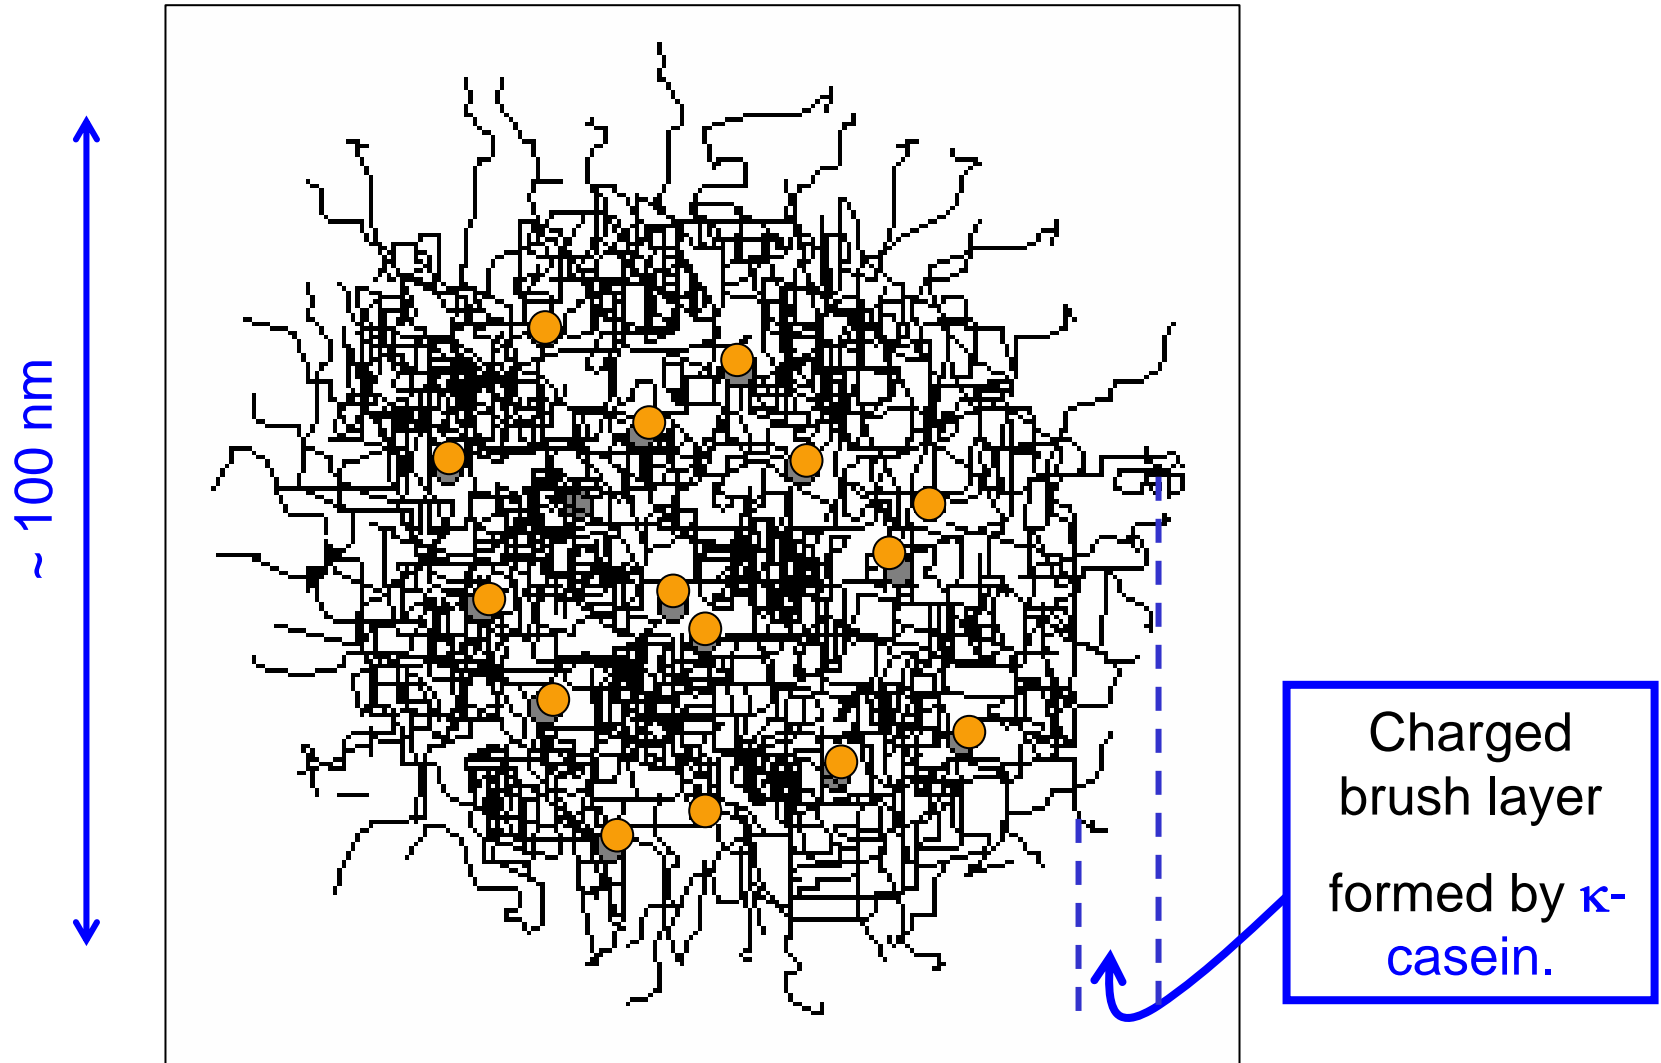 ~ 100 nm
Charged
brush layer
formed by κ-
casein.